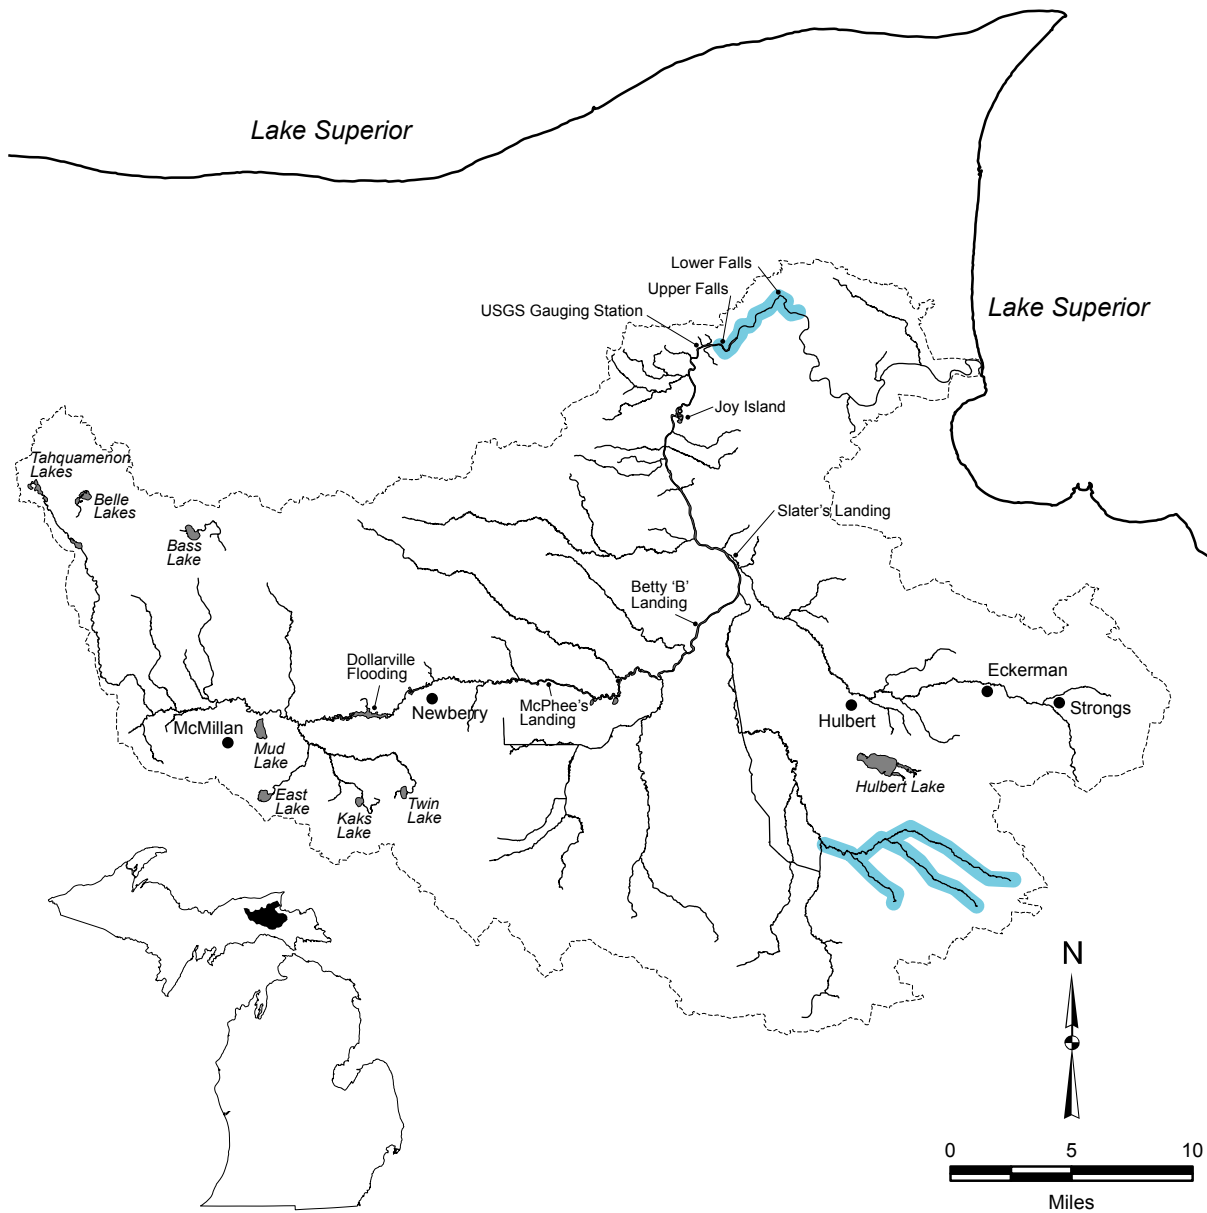 Lake Superior
Lower Falls
Upper Falls
USGS Gauging Station
Lake Superior
Joy Island
Tahquamenon
Lakes
Belle
Lakes
Bass
Lake
Slater's Landing
Betty ‘B’
Landing
Dollarville
Flooding
Eckerman
McPhee's
Landing
Newberry
Strongs
Hulbert
McMillan
Mud
Lake
Hulbert Lake
East
Lake
Kaks
Lake
Twin
Lake
N
0 5 10
Miles